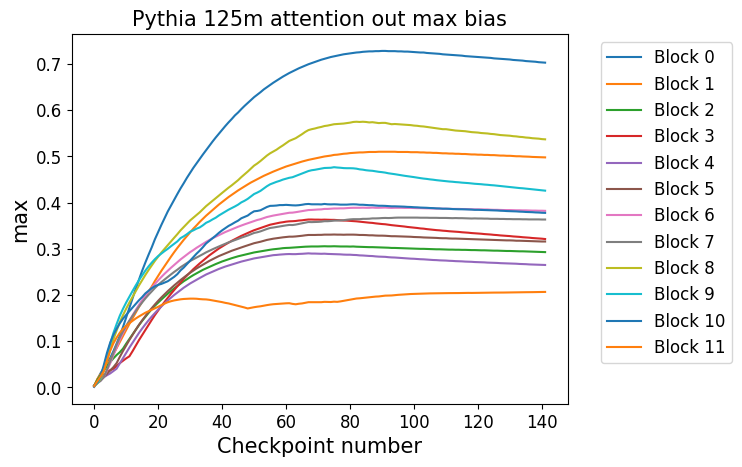 Pythia 125m attention out max bias
max
0.7
0.6
0.5
0.4
0.3
0.2
0.1
0.0
0 20 40 60 80 100 120 140
Checkpoint number
Block 0
Block 1
Block 2
Block 3
Block 4
Block 5
Block 6
Block 7
Block 8
Block 9
Block 10
Block 11